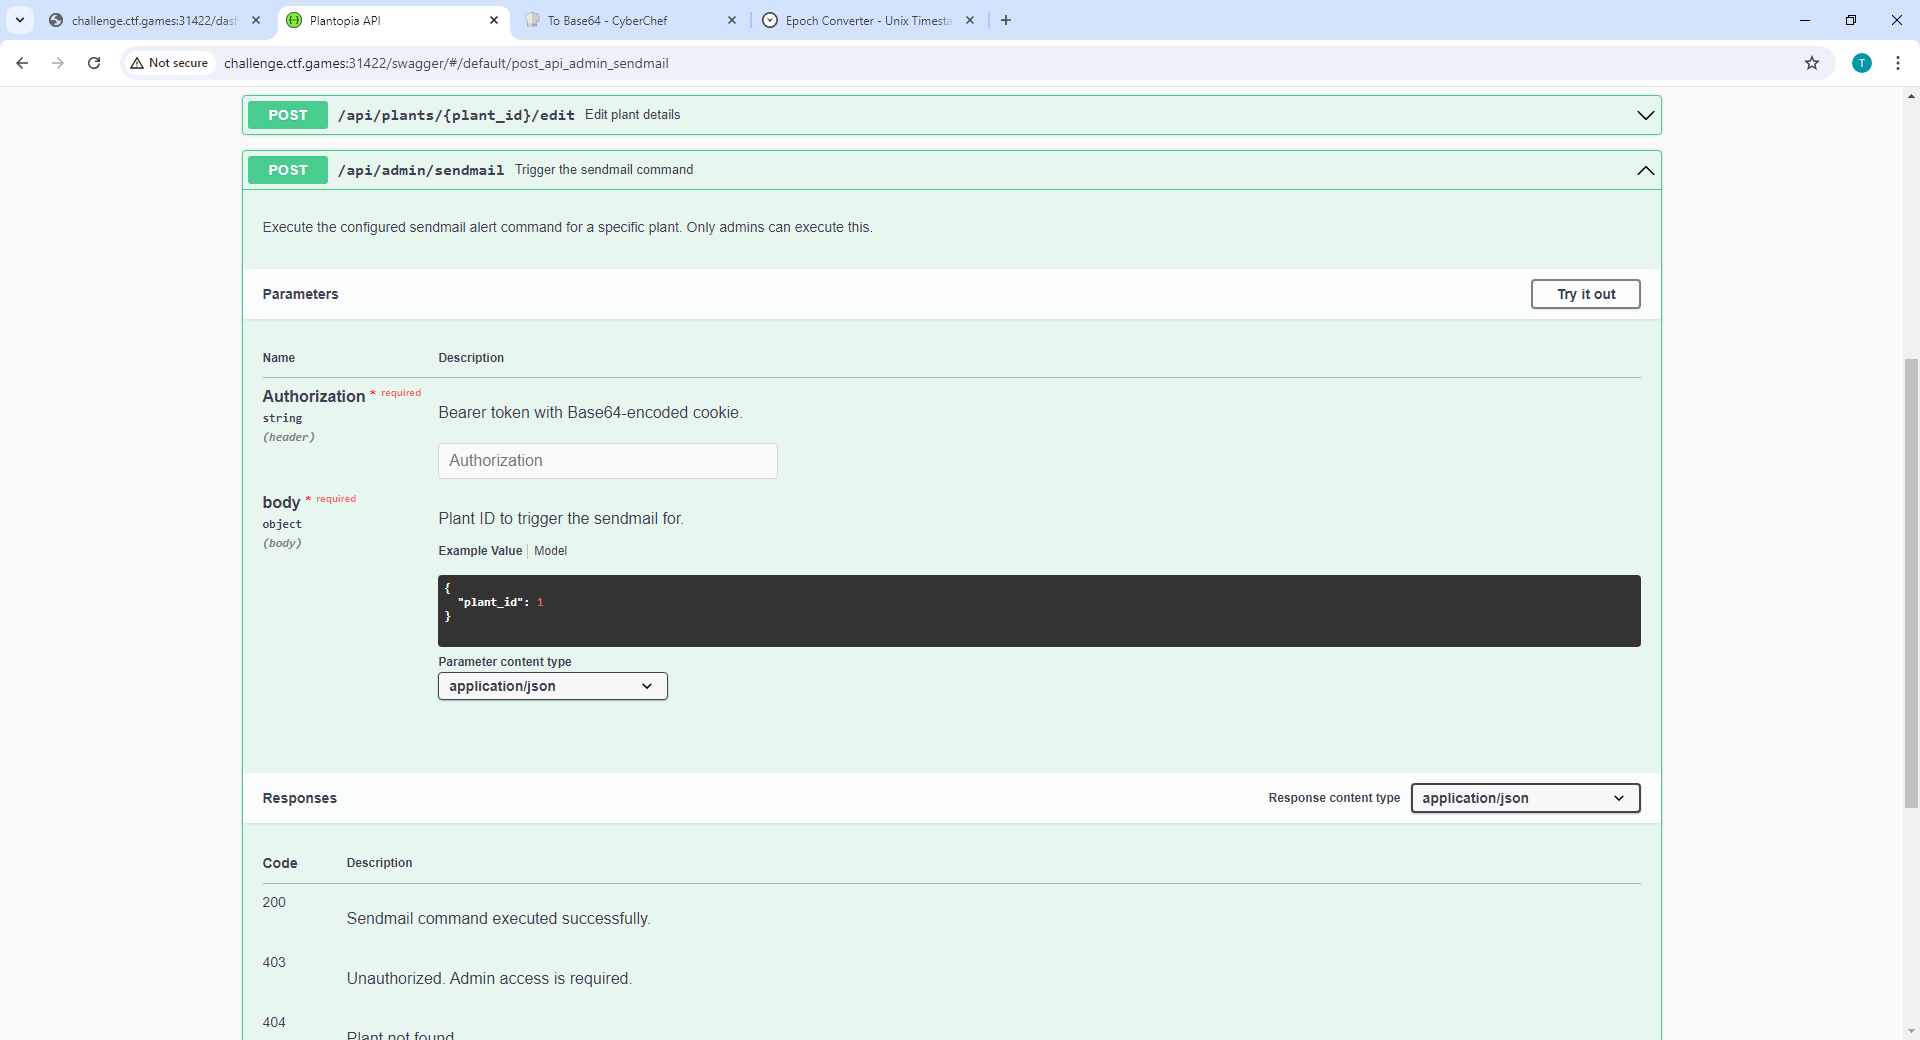 challenge.ctf.games:31422/das
Plantopia API
To Base64 - CyberChef
Epoch Converter - Unix Timesta
Not secure
challenge.ctf.games:31422/swagger/#/default/post_api_admin_sendmail
T
POST /api/plants/{plant_id}/edit Edit plant details
POST /api/admin/sendmail Trigger the sendmail command
Execute the configured sendmail alert command for a specific plant. Only admins can execute this.
Parameters
Try it out
Name Description
Authorization * required
string
(header)
Bearer token with Base64-encoded cookie.
Authorization
body * required
object
(body)
Plant ID to trigger the sendmail for.
Example Value Model
{
"plant_id": 1
}
Parameter content type
application/json
Responses
Response content type application/json
Code Description
200
Sendmail command executed successfully.
403
Unauthorized. Admin access is required.
404
Plant not found